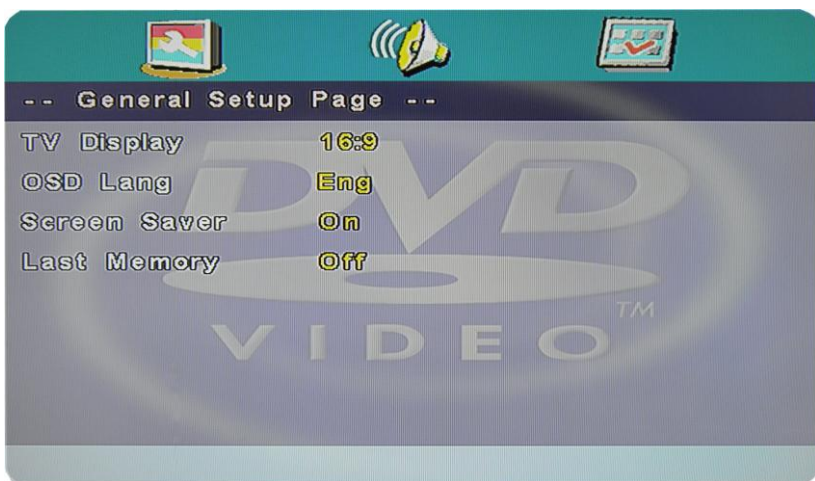 -- General Setup Page --
TV Display 16:9
OSD Lang Eng
Screen Saver On
Last Memory Off
DVD
TM
VIDEO